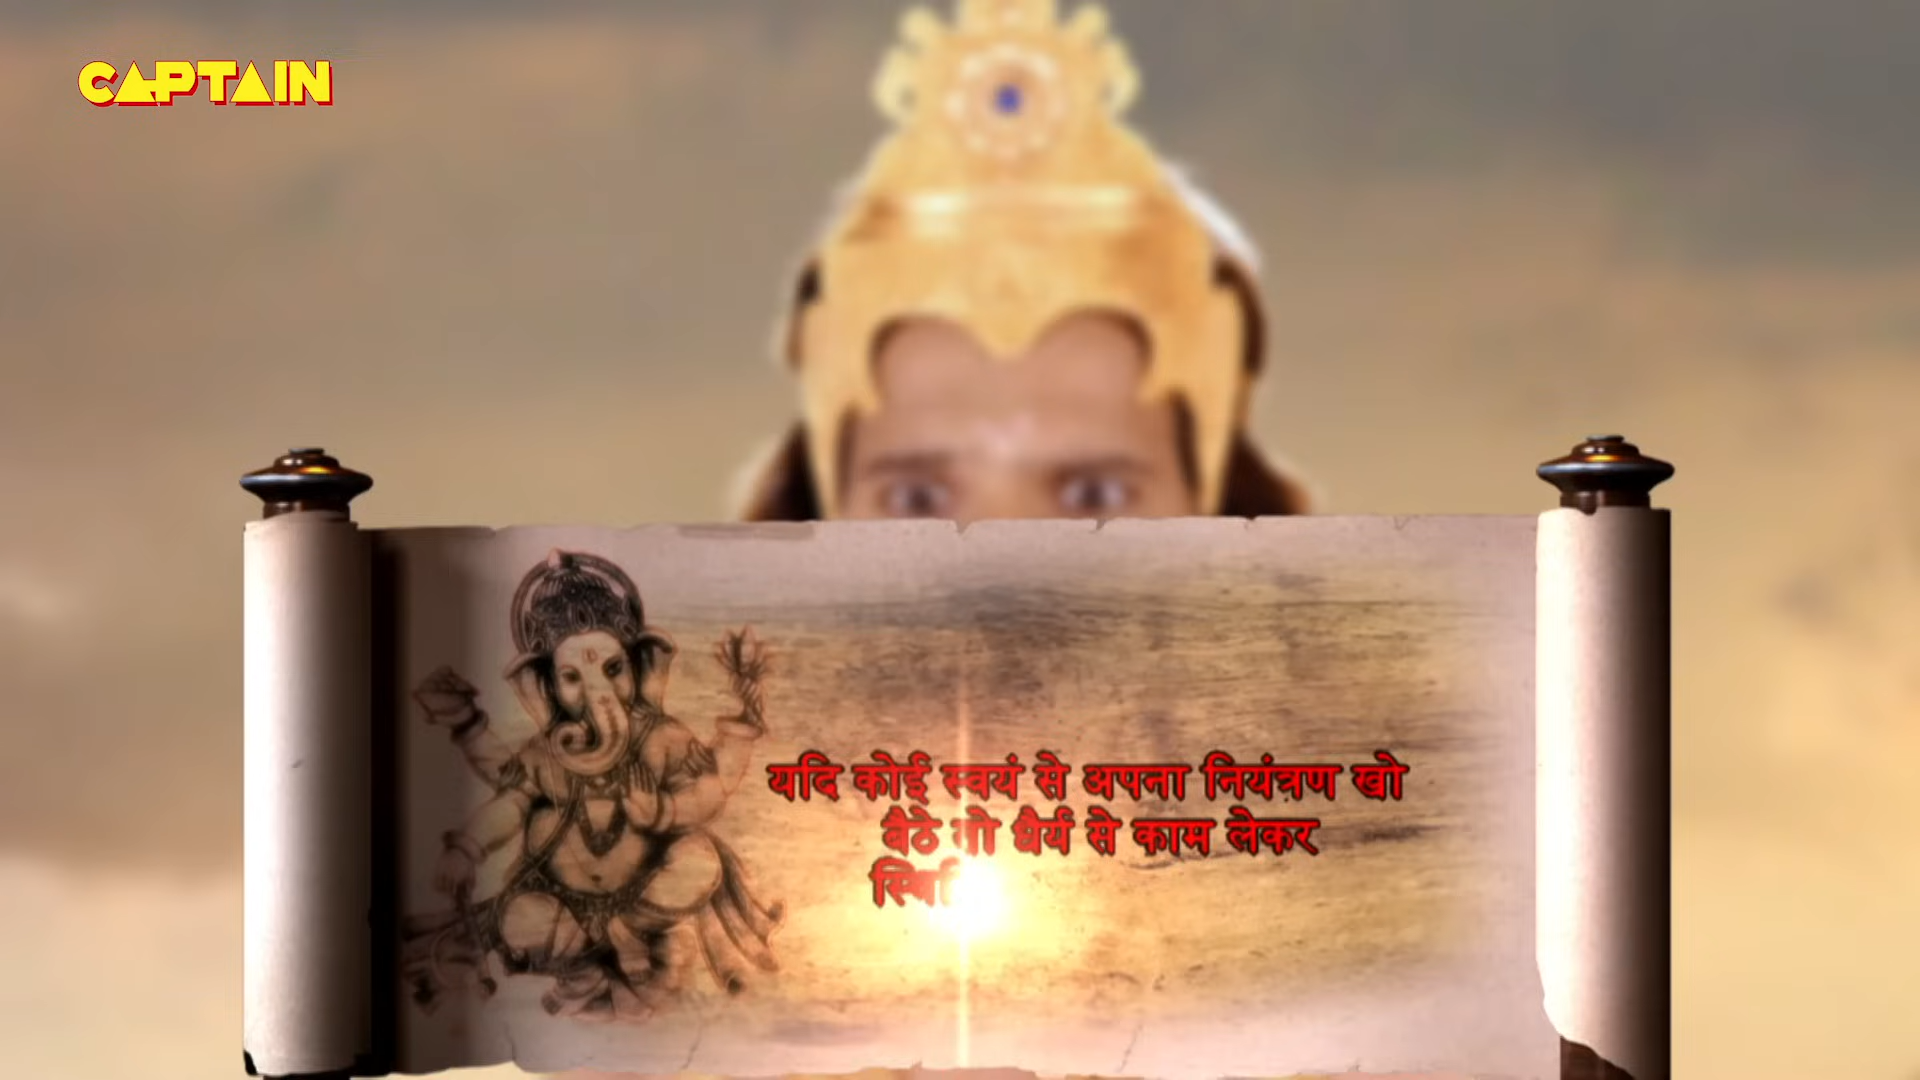 CAPTAIN
यदि कोई स्वयं से अपना नियंत्रण खो
बैठे तो धैर्य से काम लेकर